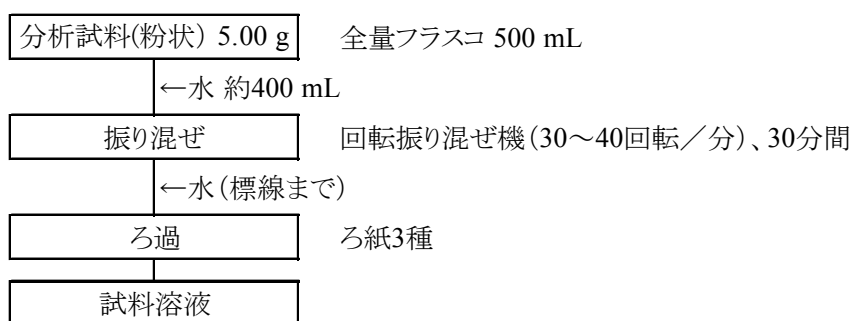 分析試料(粉状) 5.00 g 全量フラスコ 500 mL
←水 約400 mL
振り混ぜ 回転振り混ぜ機(30~40回転/分)、30分間
←水(標線まで)
ろ過 ろ紙3種
試料溶液